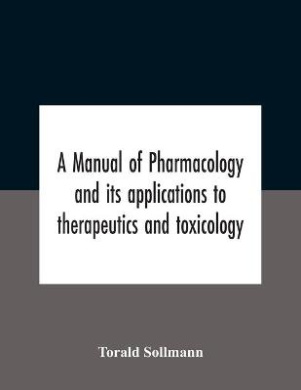 A Manual of Pharmacology
and its applications to
therapeutics and toxicology
Torald Sollmann